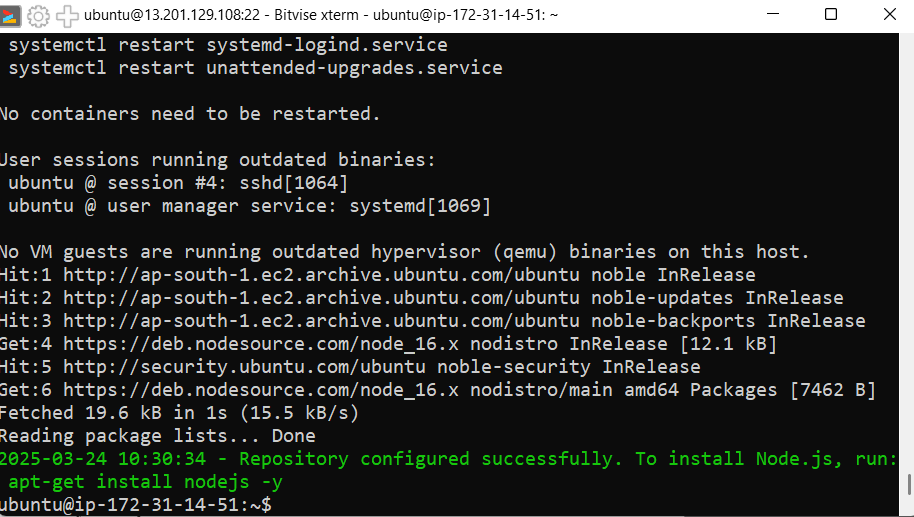 ubuntu@13.201.129.108:22 - Bitvise xterm - ubuntu@ip-172-31-14-51: ~
systemctl restart systemd-logind.service
systemctl restart unattended-upgrades.service
No containers need to be restarted.
User sessions running outdated binaries:
ubuntu @ session #4: sshd[1064]
ubuntu @ user manager service: systemd[1069]
No VM guests are running outdated hypervisor (qemu) binaries on this host.
Hit:1 http://ap-south-1.ec2.archive.ubuntu.com/ubuntu noble InRelease
Hit:2 http://ap-south-1.ec2.archive.ubuntu.com/ubuntu noble-updates InRelease
Hit:3 http://ap-south-1.ec2.archive.ubuntu.com/ubuntu noble-backports InRelease
Get:4 https://deb.nodesource.com/node_16.x nodistro InRelease [12.1 kB]
Hit:5 http://security.ubuntu.com/ubuntu noble-security InRelease
Get:6 https://deb.nodesource.com/node_16.x nodistro/main amd64 Packages [7462 B]
Fetched 19.6 kB in 1s (15.5 kB/s)
Reading package lists... Done
2025-03-24 10:30:34 - Repository configured successfully. To install Node.js, run:
apt-get install nodejs -y
ubuntu@ip-172-31-14-51:~$